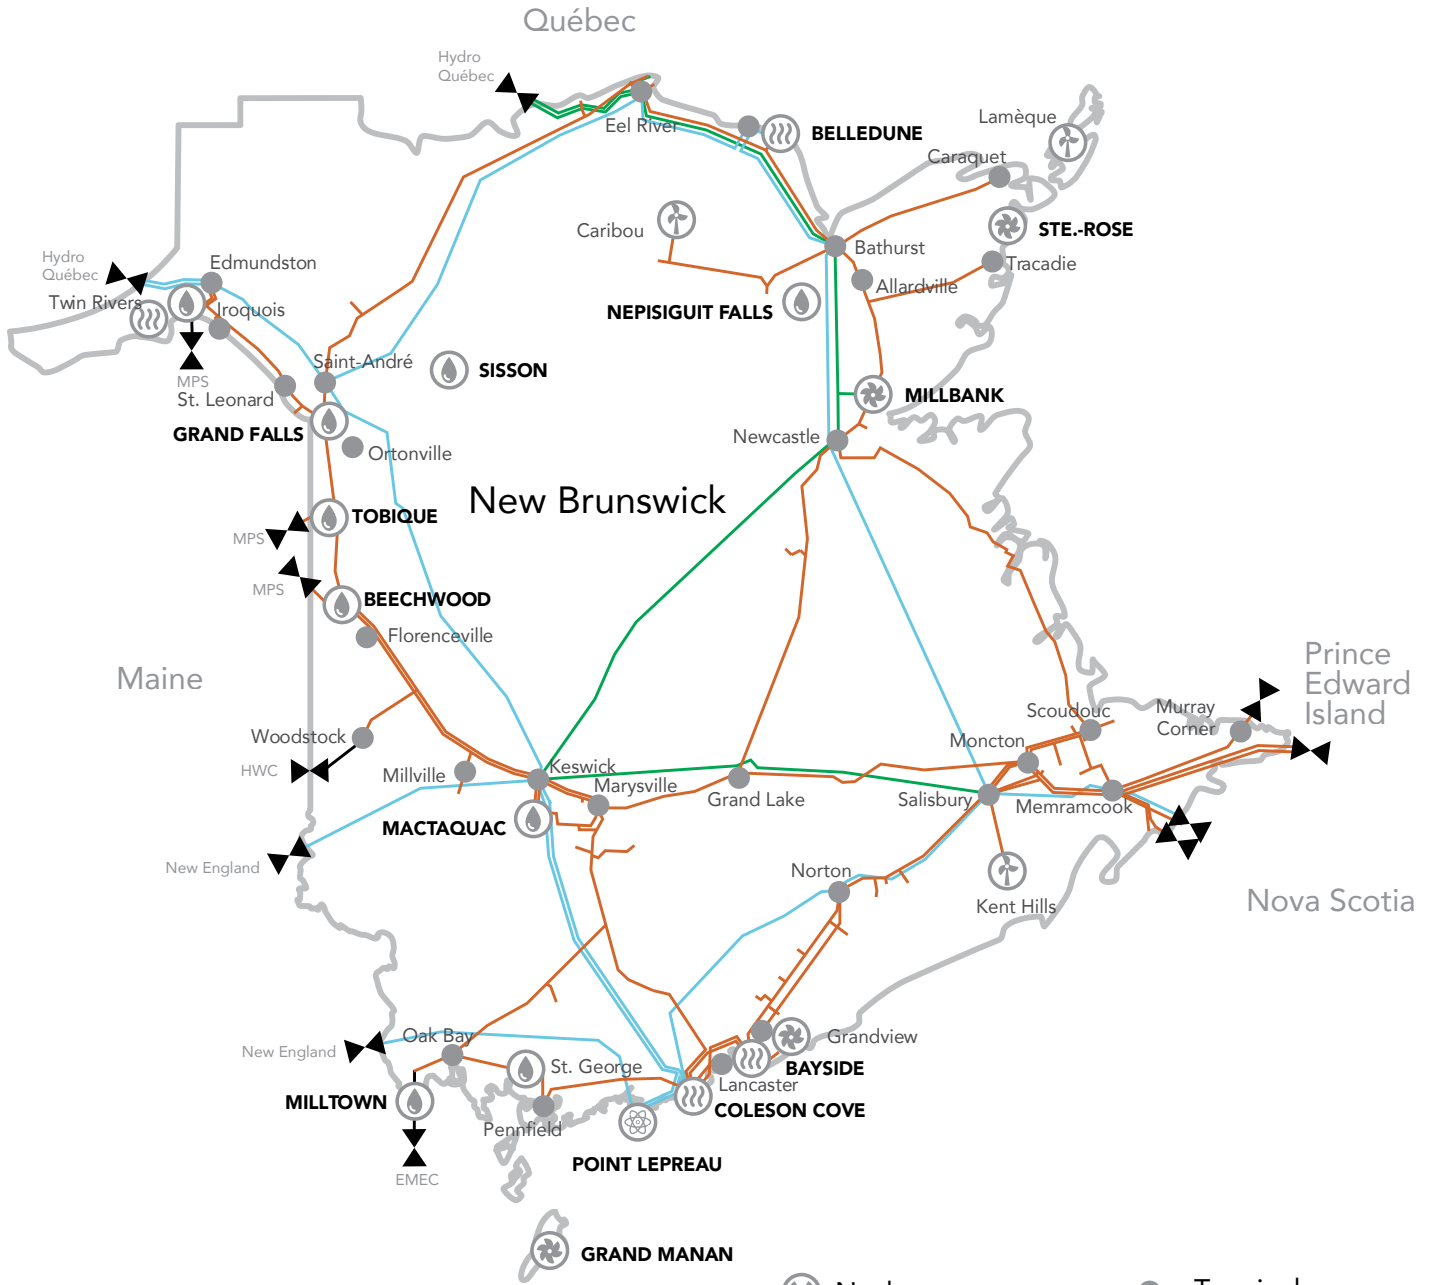 Québec
Hydro
Québec
Eel River
BELLEDUNE
Lamèque
Caraquet
Caribou
STE.-ROSE
Bathurst
Tracadie
Allardville
NEPISIGUIT FALLS
Hydro
Québec
Edmundston
Twin Rivers
Iroquois
MPS
Saint-André
St. Leonard
SISSON
GRAND FALLS
MILLBANK
Newcastle
Ortonville
New Brunswick
TOBIQUE
MPS
MPS
BEECHWOOD
Florenceville
Maine
Prince
Edward
Island
Murray
Corner
Scoudouc
Moncton
Woodstock
HWC
Millville
Keswick
Marysville
Grand Lake
Salisbury
Memramcook
MACTAQUAC
New England
Norton
Kent Hills
Nova Scotia
New England
Oak Bay
St. George
Grandview
BAYSIDE
Lancaster
COLESON COVE
MILLTOWN
Pennfield
POINT LEPREAU
EMEC
GRAND MANAN